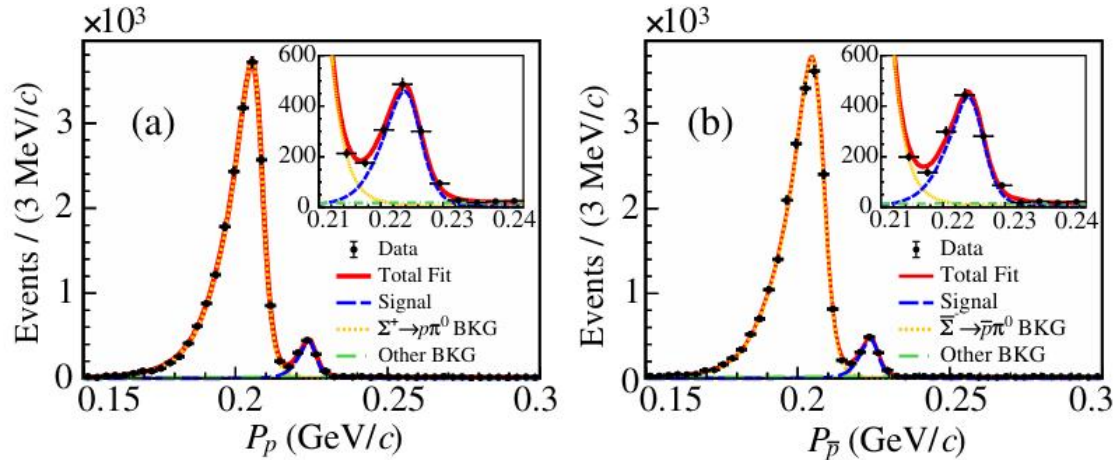 ×10³
Events / (3 MeV/c)
3
2
1
0
0.15
0.2
0.25
0.3
P_p (GeV/c)
(a)
600
400
200
0
0.21
0.22
0.23
0.24
Data
Total Fit
Signal
Σ⁺→pπ⁰ BKG
Other BKG
×10³
Events / (3 MeV/c)
3
2
1
0
0.15
0.2
0.25
0.3
P_p̅ (GeV/c)
(b)
600
400
200
0
0.21
0.22
0.23
0.24
Data
Total Fit
Signal
Σ̅⁻→p̅π⁰ BKG
Other BKG